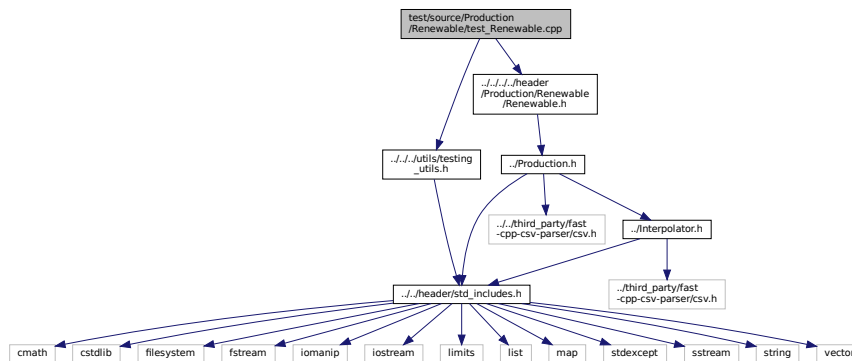 test/source/Production
/Renewable/test_Renewable.cpp
../../../../header
/Production/Renewable
/Renewable.h
../../../utils/testing
_utils.h
../Production.h
../../third_party/fast
-cpp-csv-parser/csv.h
../Interpolator.h
../third_party/fast
-cpp-csv-parser/csv.h
../../header/std_includes.h
cmath
cstdlib
filesystem
fstream
iomanip
iostream
limits
list
map
stdexcept
sstream
string
vector